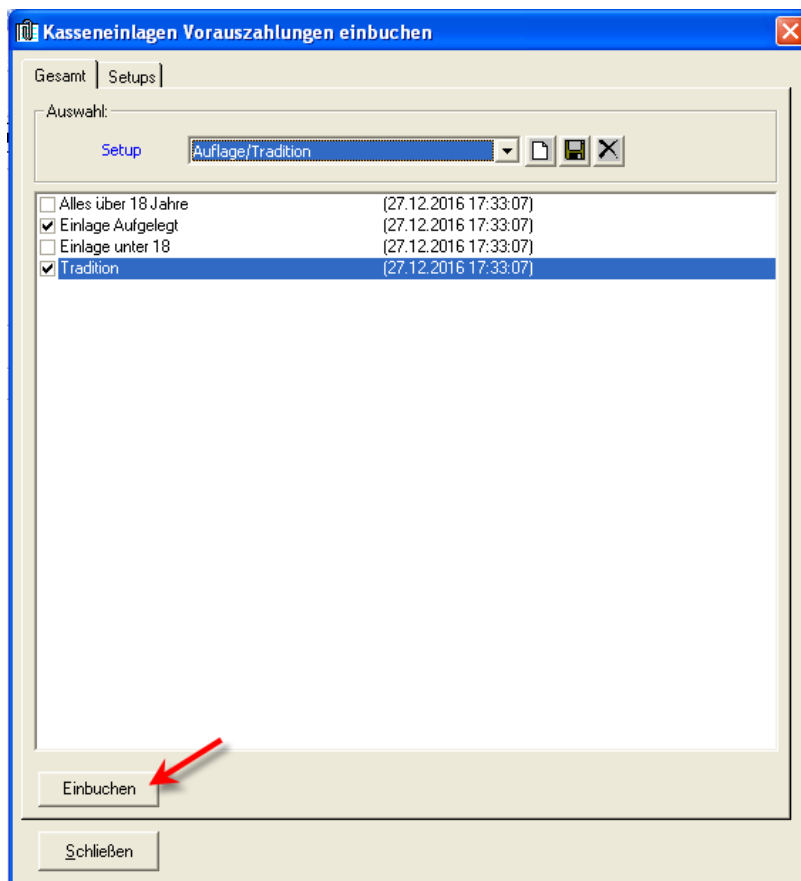 Kasseneinlagen Vorauszahlungen einbuchen
Gesamt Setups
Auswahl:
Setup Auflage/Tradition
Alles über 18 Jahre (27.12.2016 17:33:07)
Einlage Aufgelegt (27.12.2016 17:33:07)
Einlage unter 18 (27.12.2016 17:33:07)
Tradition (27.12.2016 17:33:07)
Einbuchen
Schließen